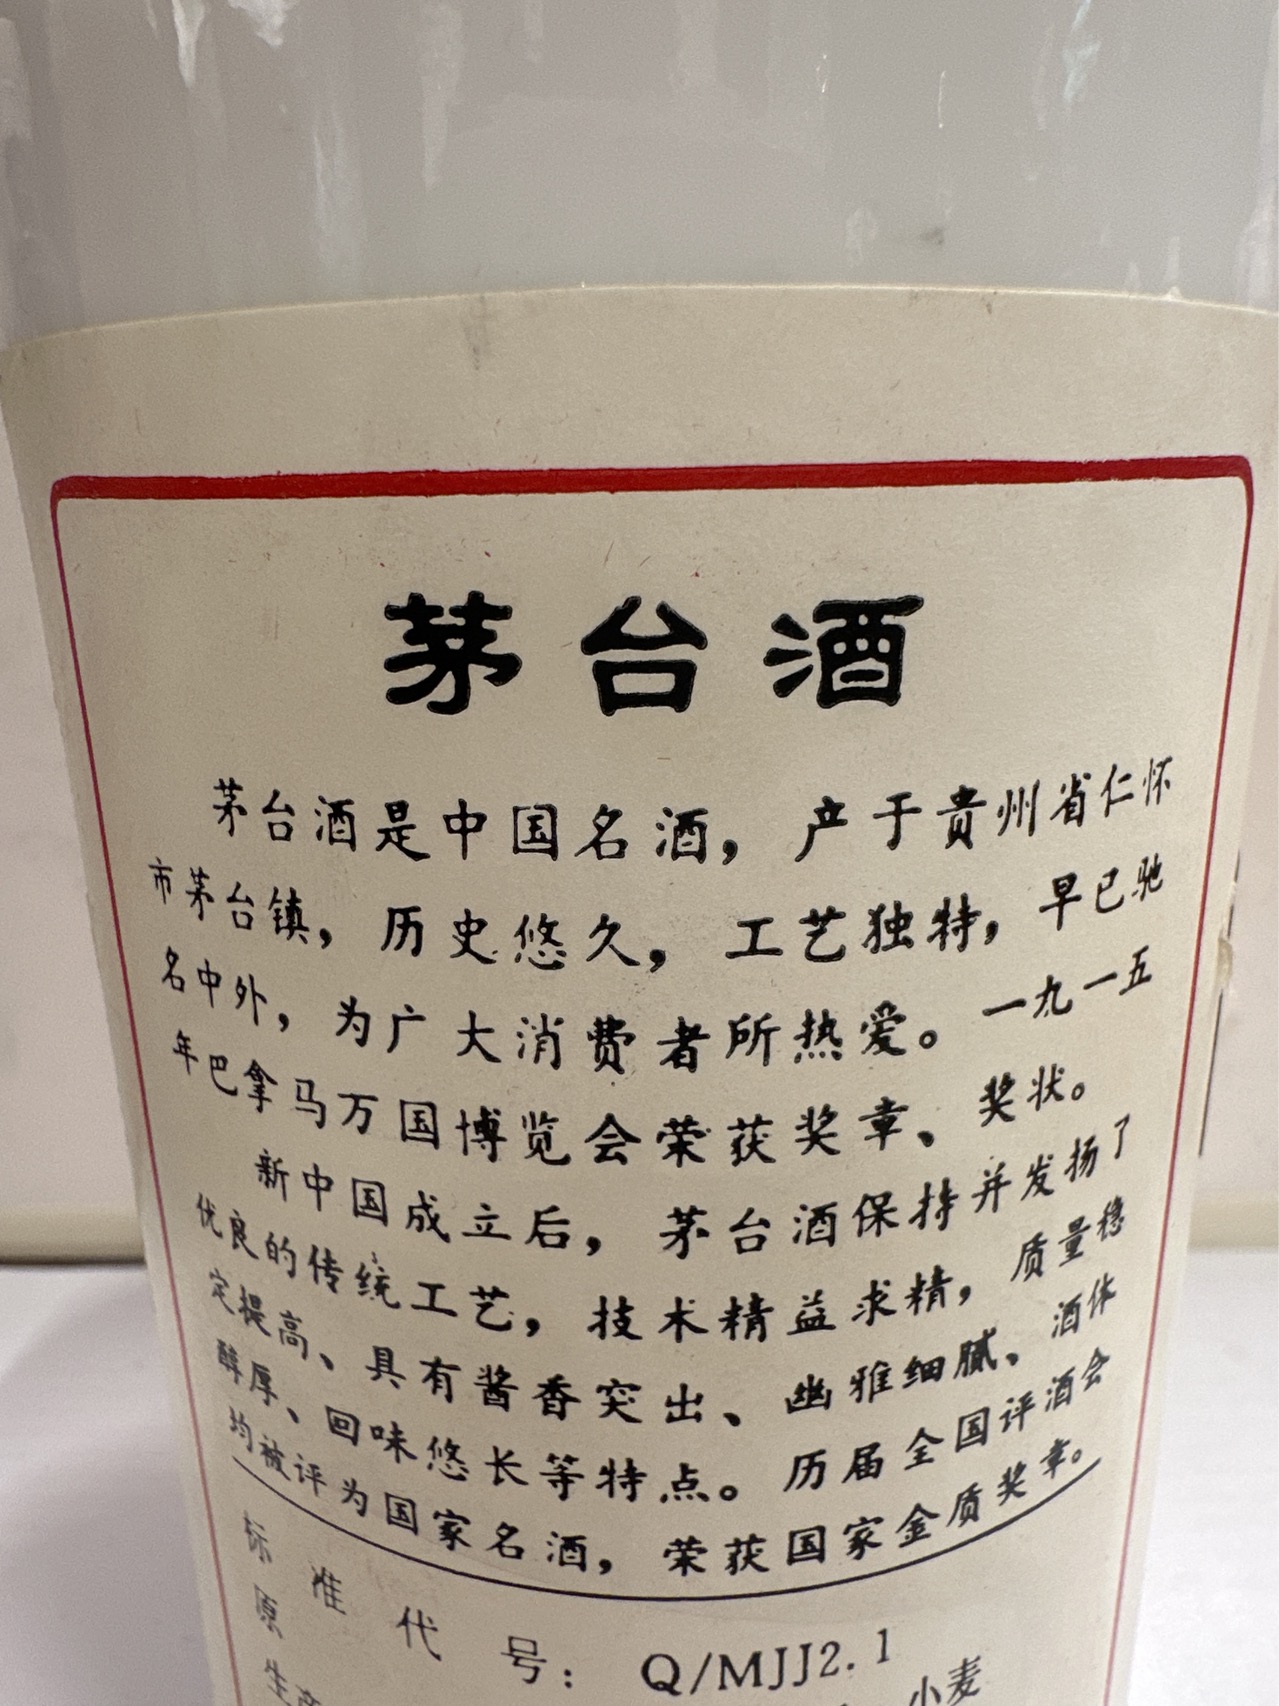 茅台酒
茅台酒是中国名酒，产于贵州省仁怀
市茅台镇，历史悠久，工艺独特，早已驰
名中外，为广大消费者所热爱。一九一五
年巴拿马万国博览会荣获奖章、奖状。
新中国成立后，茅台酒保持并发扬了
优良的传统工艺，技术精益求精，质量稳
定提高、具有酱香突出、幽雅细腻、酒体
醇厚、回味悠长等特点。历届全国评酒会
均被评为国家名酒，荣获国家金质奖章。
标准代号：Q/MJJ2.1
原 小麦
生产